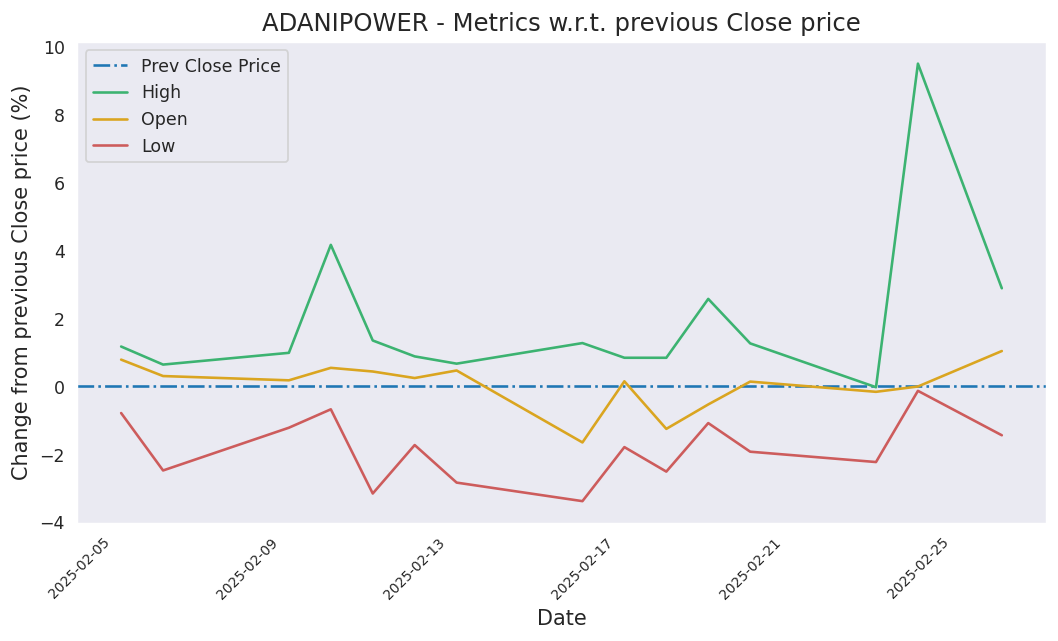 ADANIPOWER - Metrics w.r.t. previous Close price
Change from previous Close price (%)
10
8
6
4
2
0
−2
−4
Prev Close Price
High
Open
Low
2025-02-05
2025-02-09
2025-02-13
2025-02-17
2025-02-21
2025-02-25
Date